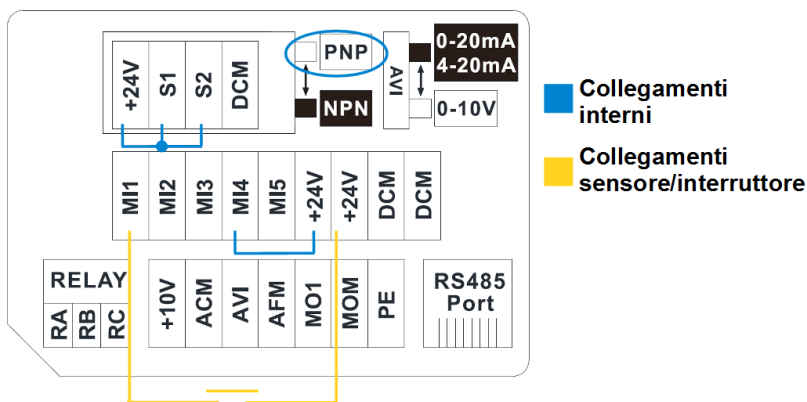 +24V
S1
S2
DCM
PNP
NPN
AVI
0-20mA
4-20mA
0-10V
Collegamenti
interni
Collegamenti
sensore/interruttore
MI1
MI2
MI3
MI4
MI5
+24V
+24V
DCM
DCM
RELAY
RA
RB
RC
+10V
ACM
AVI
AFM
MO1
MOM
PE
RS485
Port